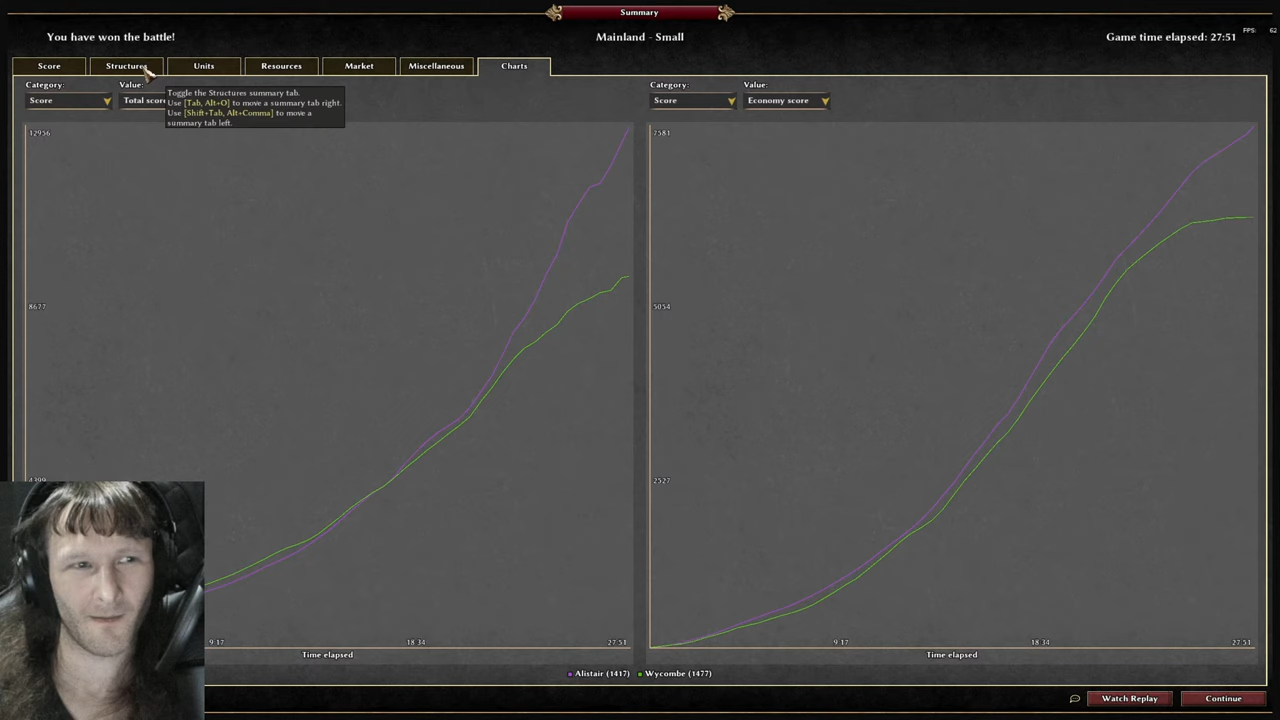 Summary
You have won the battle!
Mainland - Small
Game time elapsed: 27:51
FPS: 62
Score
Structures
Units
Resources
Market
Miscellaneous
Charts
Category:
Value:
Score
Total score
Toggle the Structures summary tab.
Use [Tab, Alt+O] to move a summary tab right.
Use [Shift+Tab, Alt+Comma] to move a
summary tab left.
Category:
Value:
Score
Economy score
12956
8677
9:17
18:34
27:51
Time elapsed
7581
5054
2527
9:17
18:34
27:51
Time elapsed
Alistair (1417)
Wycombe (1477)
Watch Replay
Continue